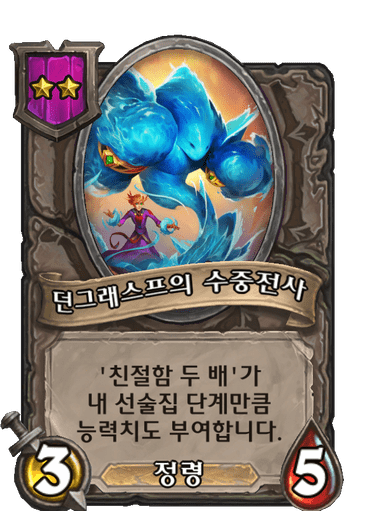 던그래스프의 수중전사
'친절함 두 배'가
내 선술집 단계만큼
능력치도 부여합니다.
3
정령
5